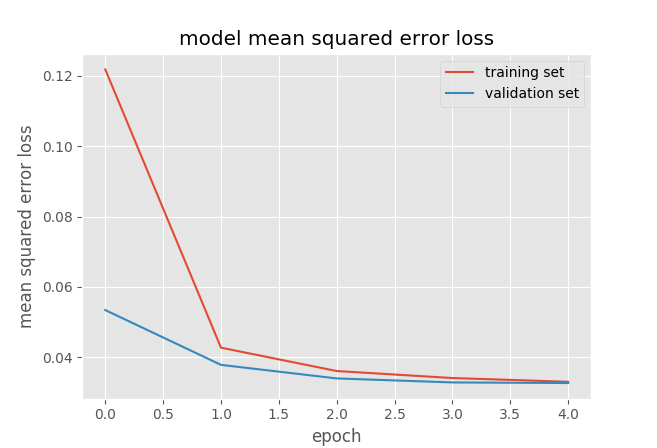 model mean squared error loss
training set
validation set
mean squared error loss
0.12
0.10
0.08
0.06
0.04
0.0 0.5 1.0 1.5 2.0 2.5 3.0 3.5 4.0
epoch